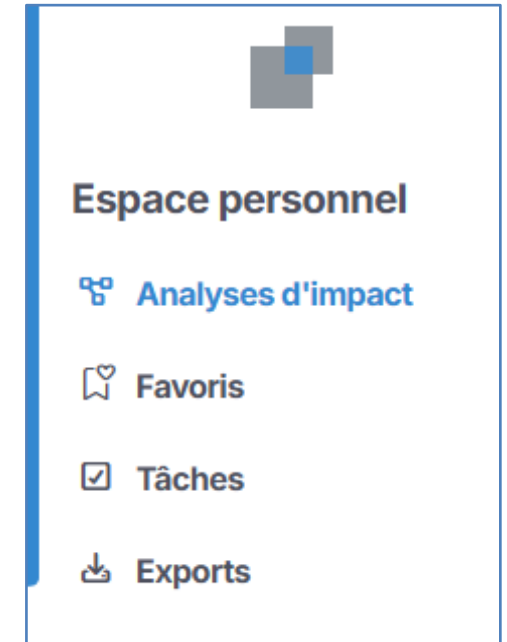 Espace personnel
Analyses d'impact
Favoris
Tâches
Exports